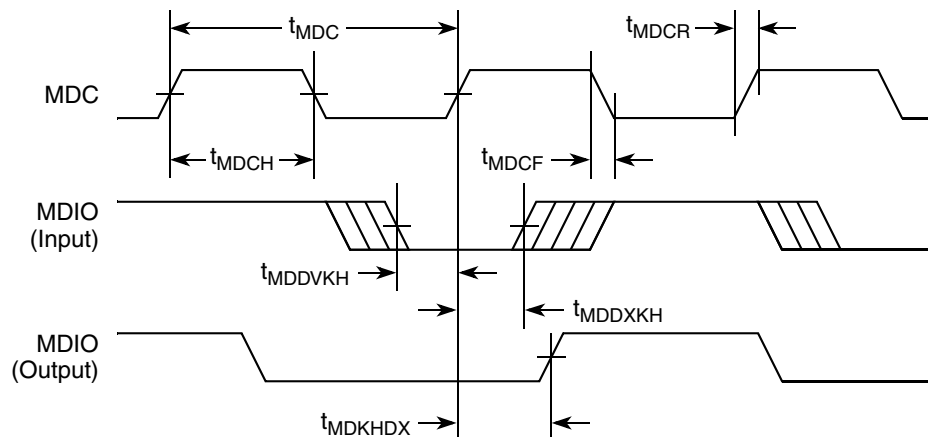 tMDC
tMDCR
MDC
tMDCH
tMDCF
MDIO
(Input)
tMDDVKH
tMDDXKH
MDIO
(Output)
tMDKHDX